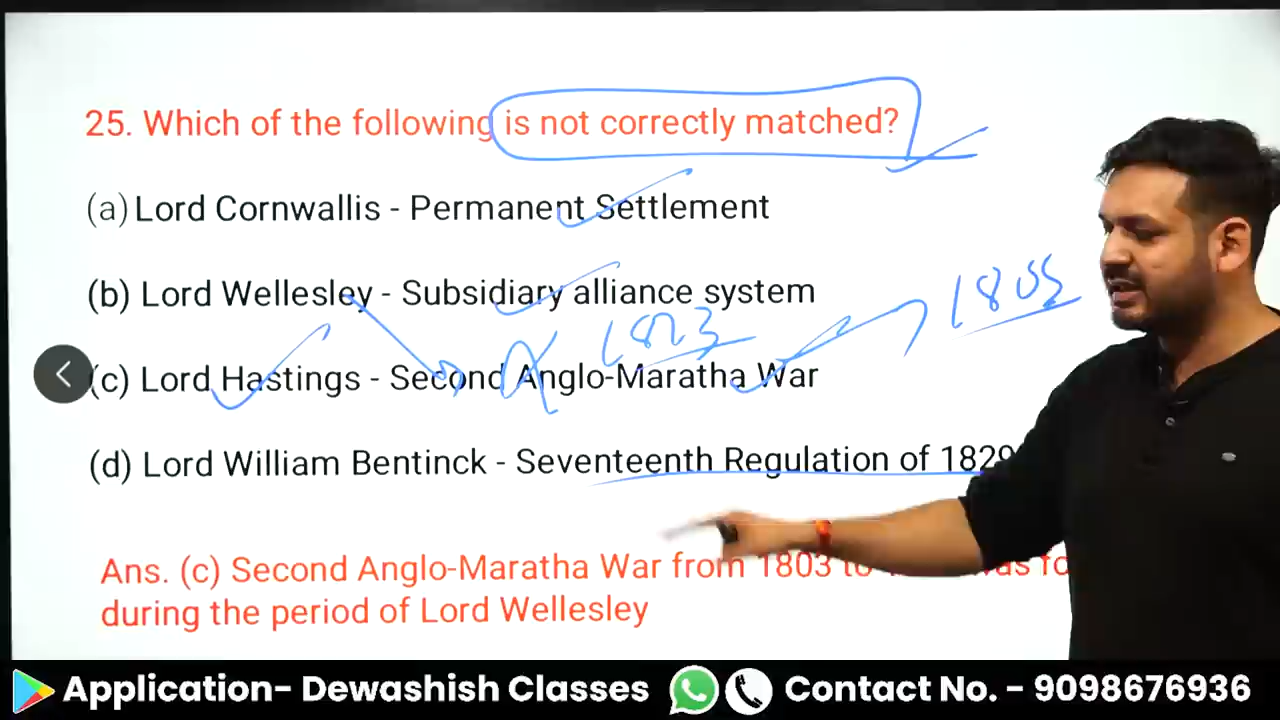 25. Which of the following is not correctly matched?
(a) Lord Cornwallis - Permanent Settlement
(b) Lord Wellesley - Subsidiary alliance system
1805
1823
(c) Lord Hastings - Second Anglo-Maratha War
(d) Lord William Bentinck - Seventeenth Regulation of 1829
Ans. (c) Second Anglo-Maratha War from 1803 to
during the period of Lord Wellesley
Application- Dewashish Classes
Contact No. - 9098676936